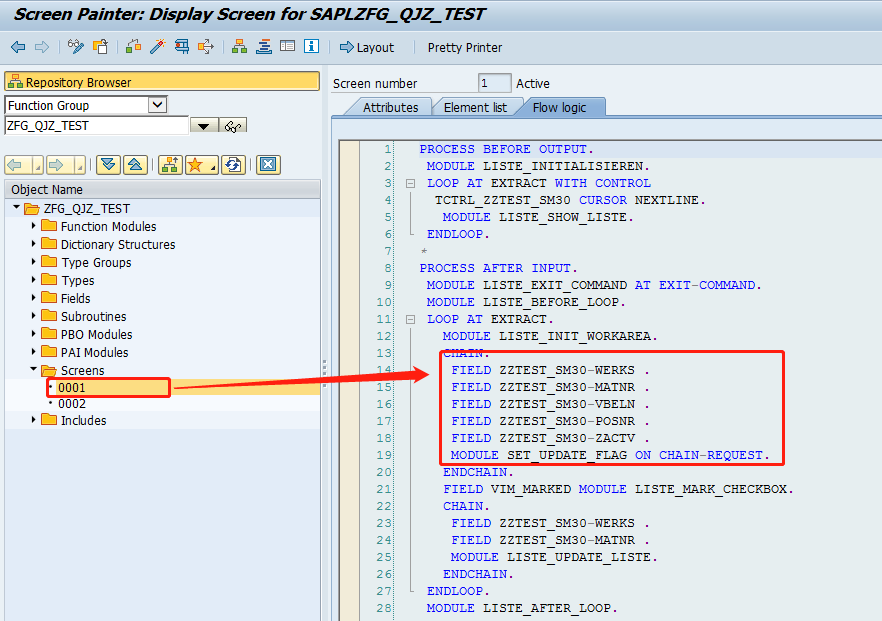 Screen Painter: Display Screen for SAPLZFG_QJZ_TEST
Layout
Pretty Printer
Repository Browser
Function Group
ZFG_QJZ_TEST
Object Name
ZFG_QJZ_TEST
Function Modules
Dictionary Structures
Type Groups
Types
Fields
Subroutines
PBO Modules
PAI Modules
Screens
0001
0002
Includes
Screen number 1 Active
Attributes Element list Flow logic
1 PROCESS BEFORE OUTPUT.
2 MODULE LISTE_INITIALISIEREN.
3 LOOP AT EXTRACT WITH CONTROL
4 TCTRL_ZZTEST_SM30 CURSOR NEXTLINE.
5 MODULE LISTE_SHOW_LISTE.
6 ENDLOOP.
7 *
8 PROCESS AFTER INPUT.
9 MODULE LISTE_EXIT_COMMAND AT EXIT-COMMAND.
10 MODULE LISTE_BEFORE_LOOP.
11 LOOP AT EXTRACT.
12 MODULE LISTE_INIT_WORKAREA.
13 CHAIN.
14 FIELD ZZTEST_SM30-WERKS .
15 FIELD ZZTEST_SM30-MATNR .
16 FIELD ZZTEST_SM30-VBELN .
17 FIELD ZZTEST_SM30-POSNR .
18 FIELD ZZTEST_SM30-ZACTV .
19 MODULE SET_UPDATE_FLAG ON CHAIN-REQUEST.
20 ENDCHAIN.
21 FIELD VIM_MARKED MODULE LISTE_MARK_CHECKBOX.
22 CHAIN.
23 FIELD ZZTEST_SM30-WERKS .
24 FIELD ZZTEST_SM30-MATNR .
25 MODULE LISTE_UPDATE_LISTE.
26 ENDCHAIN.
27 ENDLOOP.
28 MODULE LISTE_AFTER_LOOP.